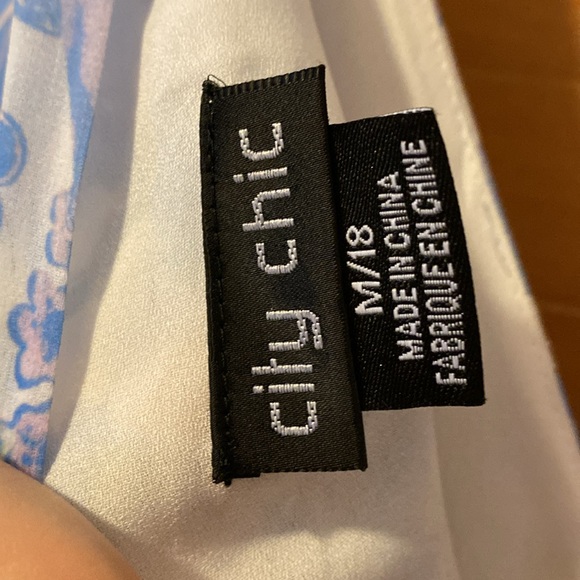 city chic
M/18
MADE IN CHINA
FABRIQUE EN CHINE